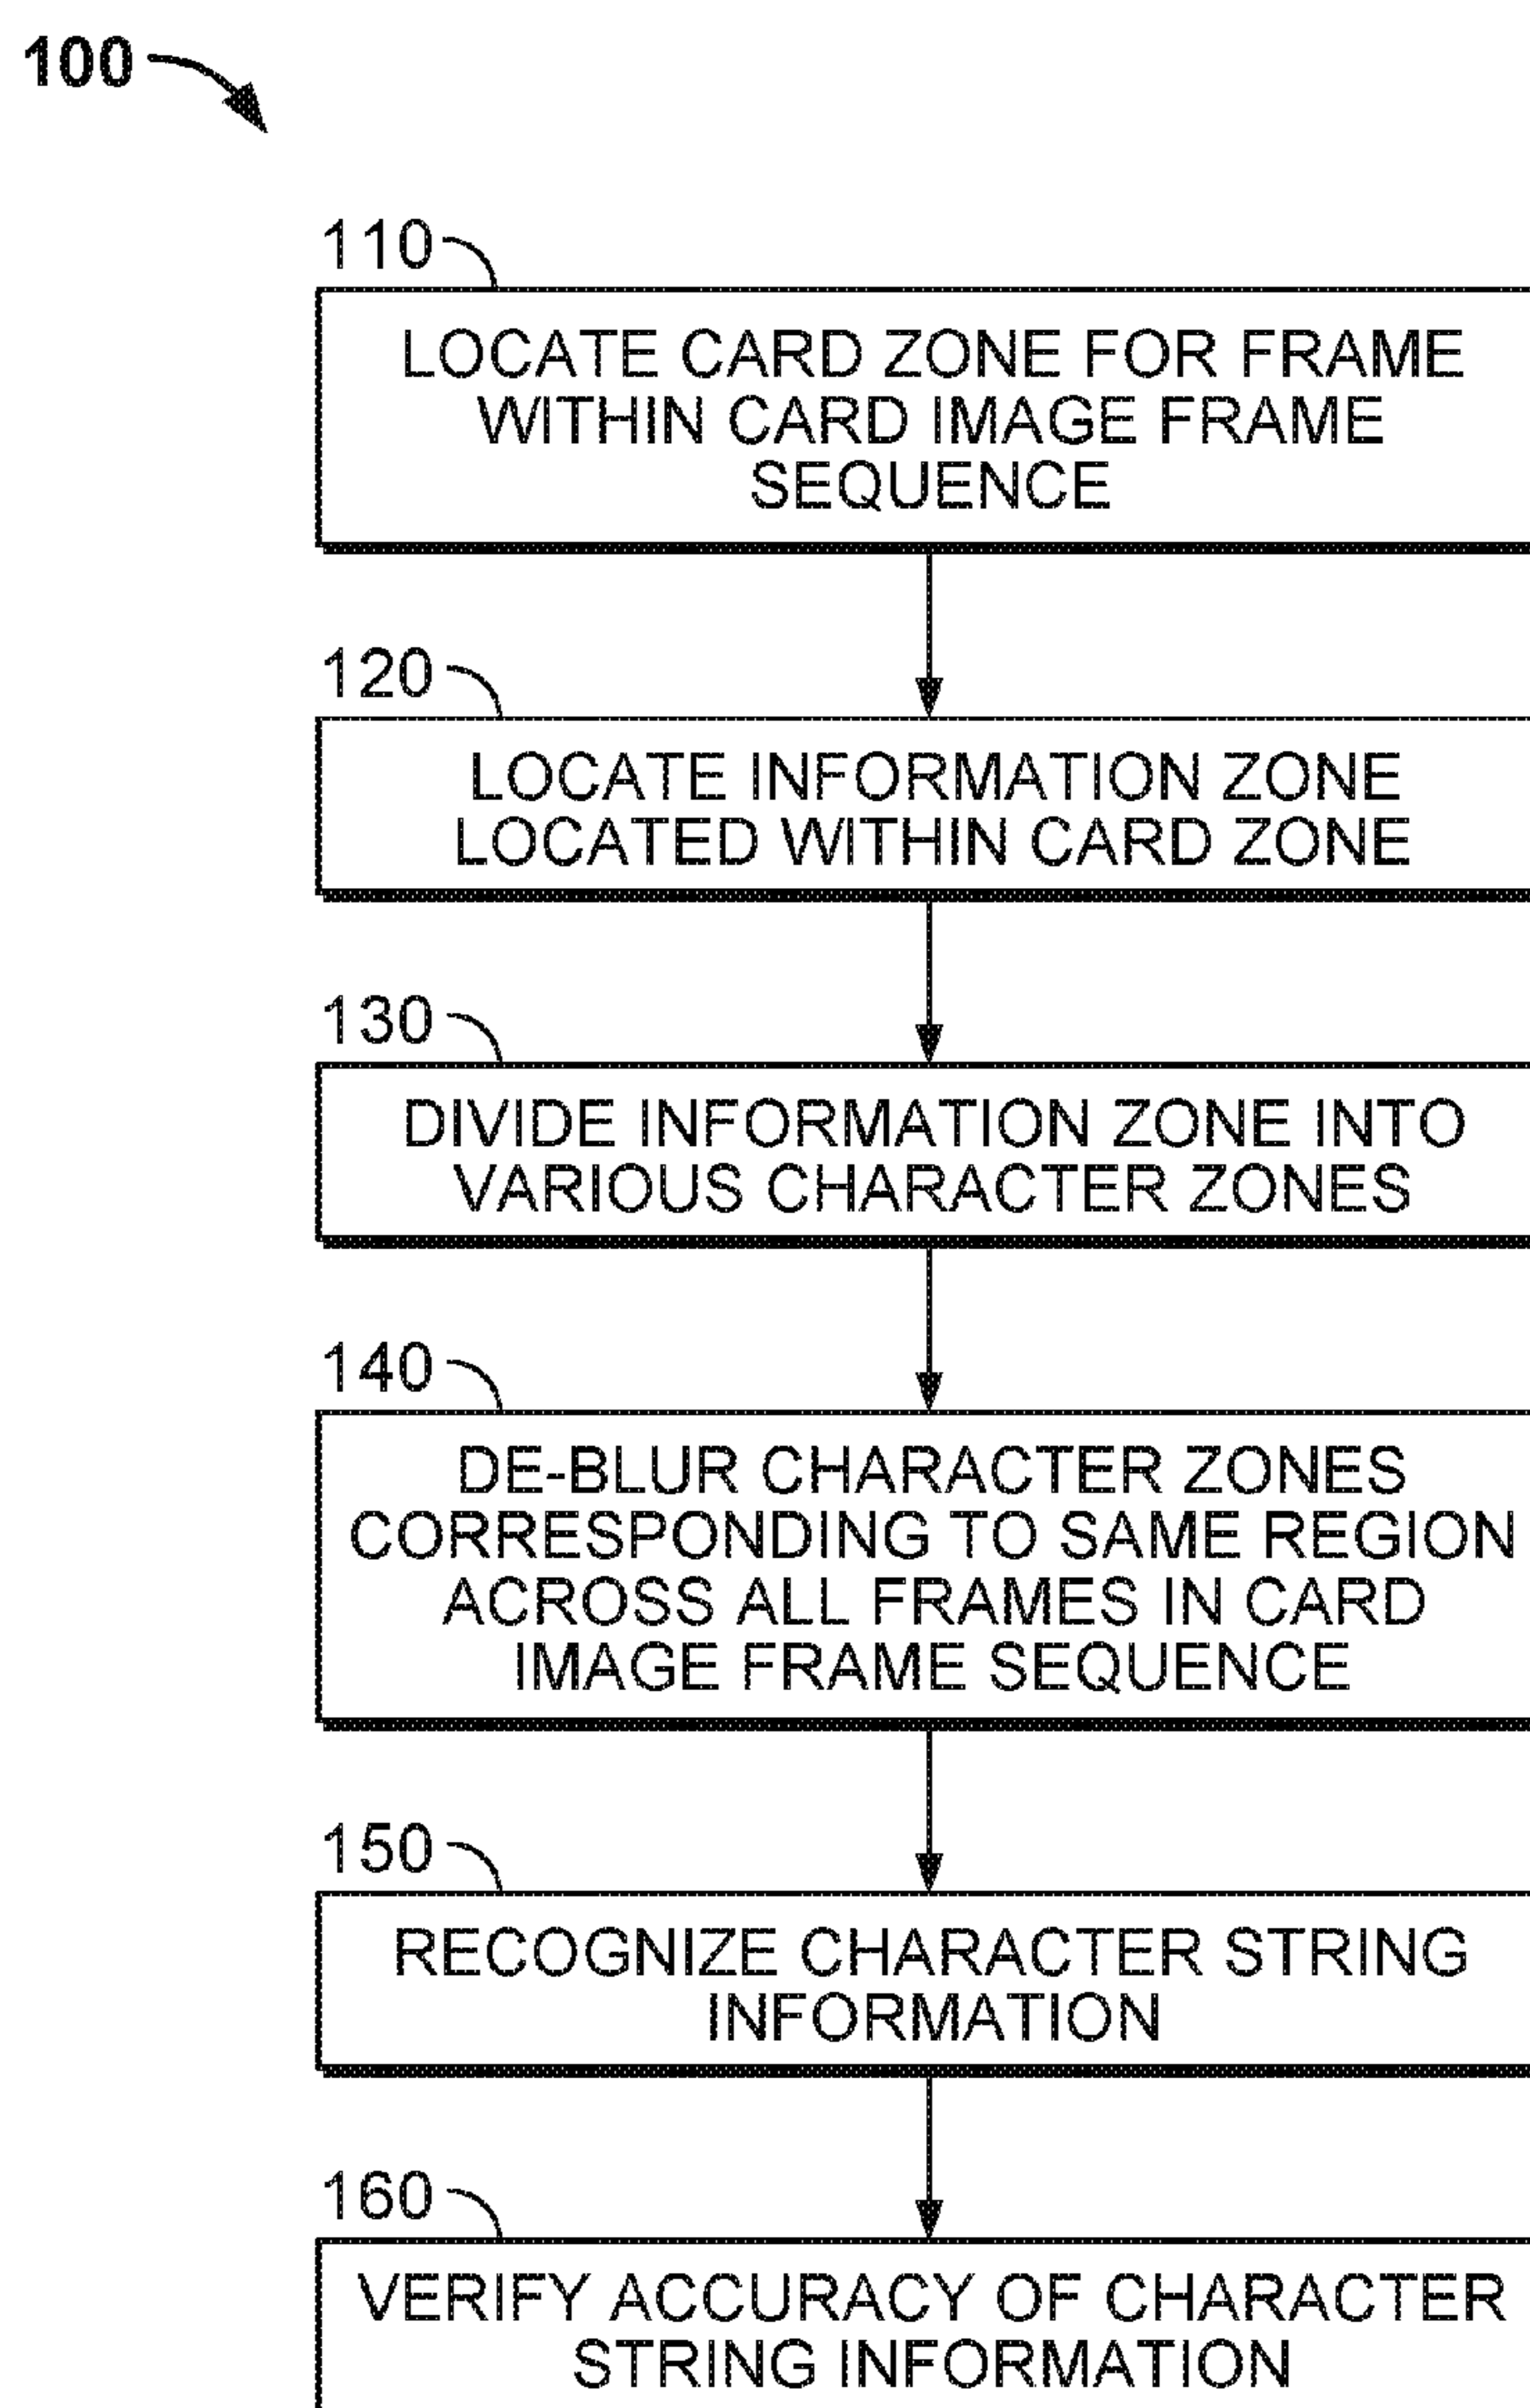 100
110
LOCATE CARD ZONE FOR FRAME
WITHIN CARD IMAGE FRAME
SEQUENCE
120
LOCATE INFORMATION ZONE
LOCATED WITHIN CARD ZONE
130
DIVIDE INFORMATION ZONE INTO
VARIOUS CHARACTER ZONES
140
DE-BLUR CHARACTER ZONES
CORRESPONDING TO SAME REGION
ACROSS ALL FRAMES IN CARD
IMAGE FRAME SEQUENCE
150
RECOGNIZE CHARACTER STRING
INFORMATION
160
VERIFY ACCURACY OF CHARACTER
STRING INFORMATION